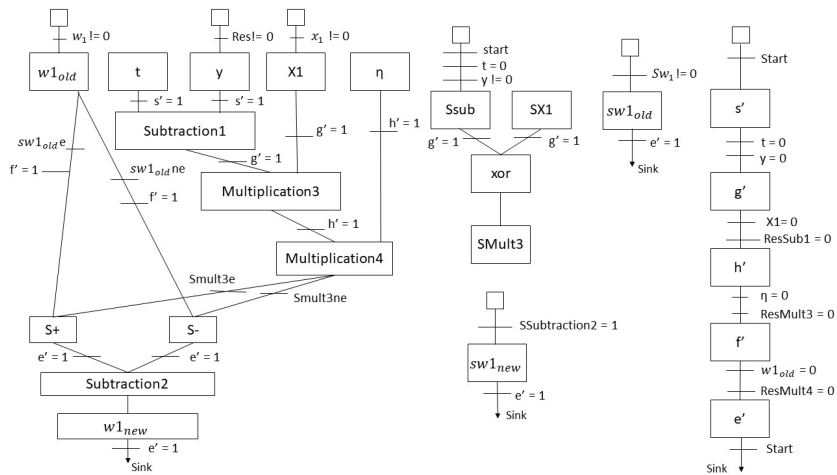 w₁ != 0
Res!= 0
x₁ != 0
w1ₒₗd
t
y
X1
η
s' = 1
s' = 1
Subtraction1
g' = 1
h' = 1
sw1ₒₗd e
f' = 1
g' = 1
sw1ₒₗd ne
f' = 1
Multiplication3
h' = 1
Multiplication4
Smult3e
Smult3ne
S+
S-
e' = 1
e' = 1
Subtraction2
w1ₙₑw
e' = 1
Sink
start
t = 0
y != 0
Ssub
SX1
g' = 1
g' = 1
xor
SMult3
SSubtraction2 = 1
sw1ₙₑw
e' = 1
Sink
Sw₁ != 0
sw1ₒₗd
e' = 1
Sink
Start
s'
t = 0
y = 0
g'
X1= 0
ResSub1 = 0
h'
η = 0
ResMult3 = 0
f'
w1ₒₗd = 0
ResMult4 = 0
e'
Start
Sink